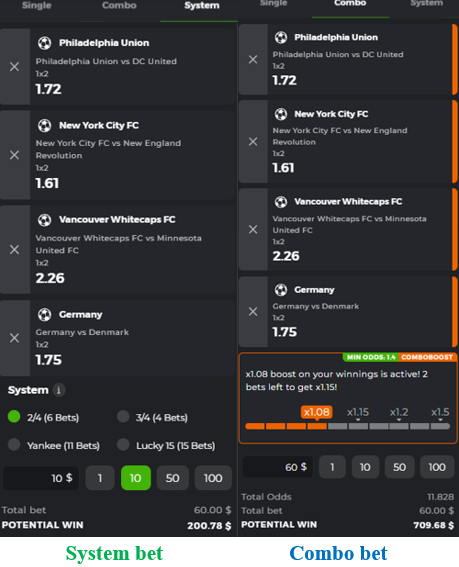 Single Combo System
Philadelphia Union
Philadelphia Union vs DC United
1x2
1.72
New York City FC
New York City FC vs New England
Revolution
1x2
1.61
Vancouver Whitecaps FC
Vancouver Whitecaps FC vs Minnesota
United FC
1x2
2.26
Germany
Germany vs Denmark
1x2
1.75
System i
2/4 (6 Bets) 3/4 (4 Bets)
Yankee (11 Bets) Lucky 15 (15 Bets)
10 $ 1 10 50 100
Total bet 60.00 $
POTENTIAL WIN 200.78 $
System bet
Single Combo System
Philadelphia Union
Philadelphia Union vs DC United
1x2
1.72
New York City FC
New York City FC vs New England
Revolution
1x2
1.61
Vancouver Whitecaps FC
Vancouver Whitecaps FC vs Minnesota
United FC
1x2
2.26
Germany
Germany vs Denmark
1x2
1.75
MIN ODDS: 1.4 COMBOBOOST
x1.08 boost on your winnings is active! 2
bets left to get x1.15!
x1.08 x1.15 x1.2 x1.5
60 $ 1 10 50 100
Total Odds 11.828
Total bet 60.00 $
POTENTIAL WIN 709.68 $
Combo bet